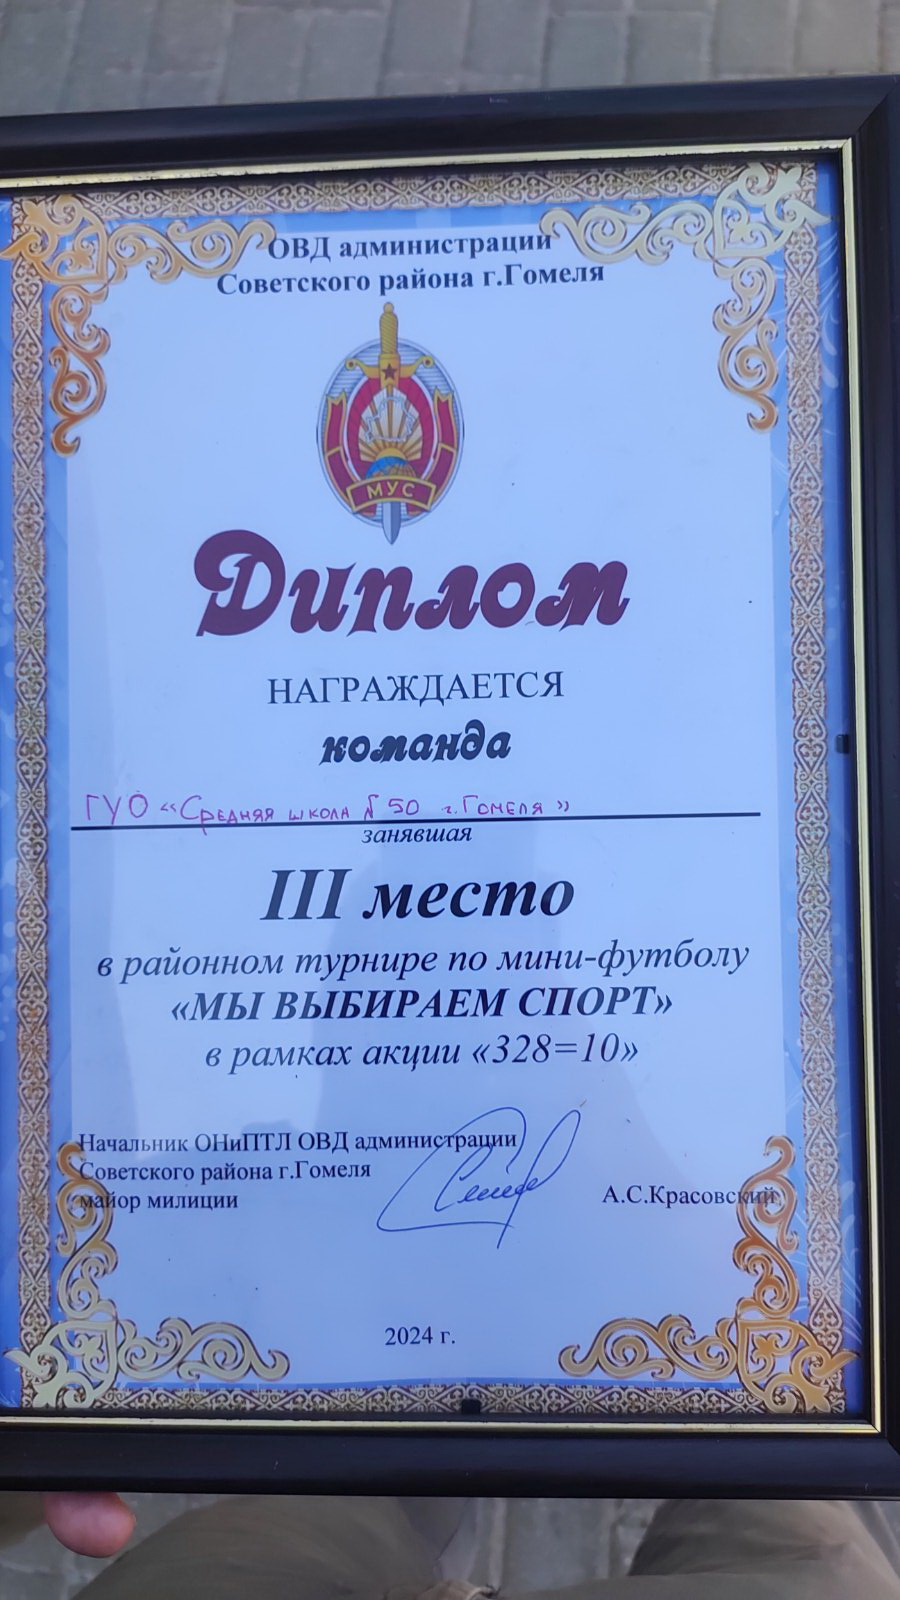 ОВД администрации
Советского района г.Гомеля
МУС
Диплом
НАГРАЖДАЕТСЯ
команда
ГУО «Средняя школа №50 г.Гомеля»
занявшая
III место
в районном турнире по мини-футболу
«МЫ ВЫБИРАЕМ СПОРТ»
в рамках акции «328=10»
Начальник ОНиПТЛ ОВД администрации
Советского района г.Гомеля
майор милиции А.С.Красовский
2024 г.